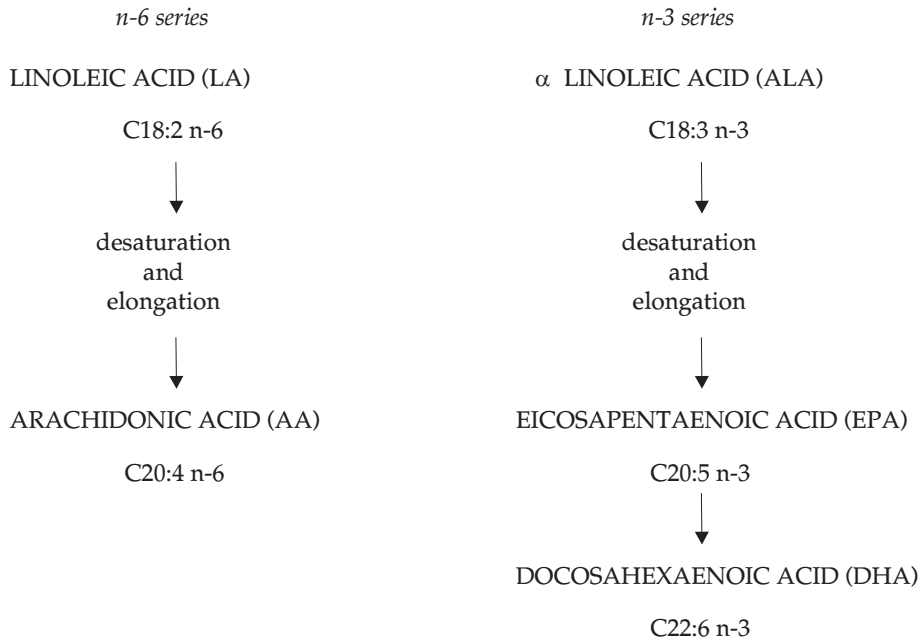 n-6 series
LINOLEIC ACID (LA)
C18:2 n-6
desaturation
and
elongation
ARACHIDONIC ACID (AA)
C20:4 n-6
n-3 series
α LINOLEIC ACID (ALA)
C18:3 n-3
desaturation
and
elongation
EICOSAPENTAENOIC ACID (EPA)
C20:5 n-3
DOCOSAHEXAENOIC ACID (DHA)
C22:6 n-3